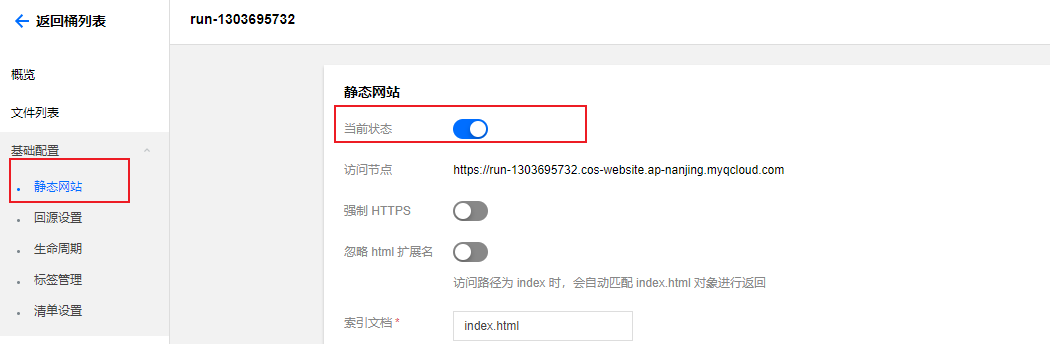 返回桶列表
run-1303695732
概览
文件列表
基础配置
静态网站
回源设置
生命周期
标签管理
清单设置
静态网站
当前状态
访问节点 https://run-1303695732.cos-website.ap-nanjing.myqcloud.com
强制 HTTPS
忽略 html 扩展名
访问路径为 index 时，会自动匹配 index.html 对象进行返回
索引文档 * index.html